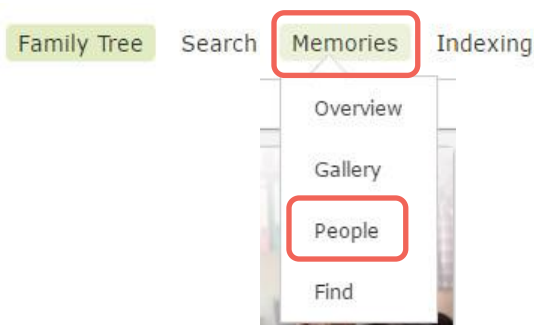 Family Tree Search Memories Indexing
Overview
Gallery
People
Find